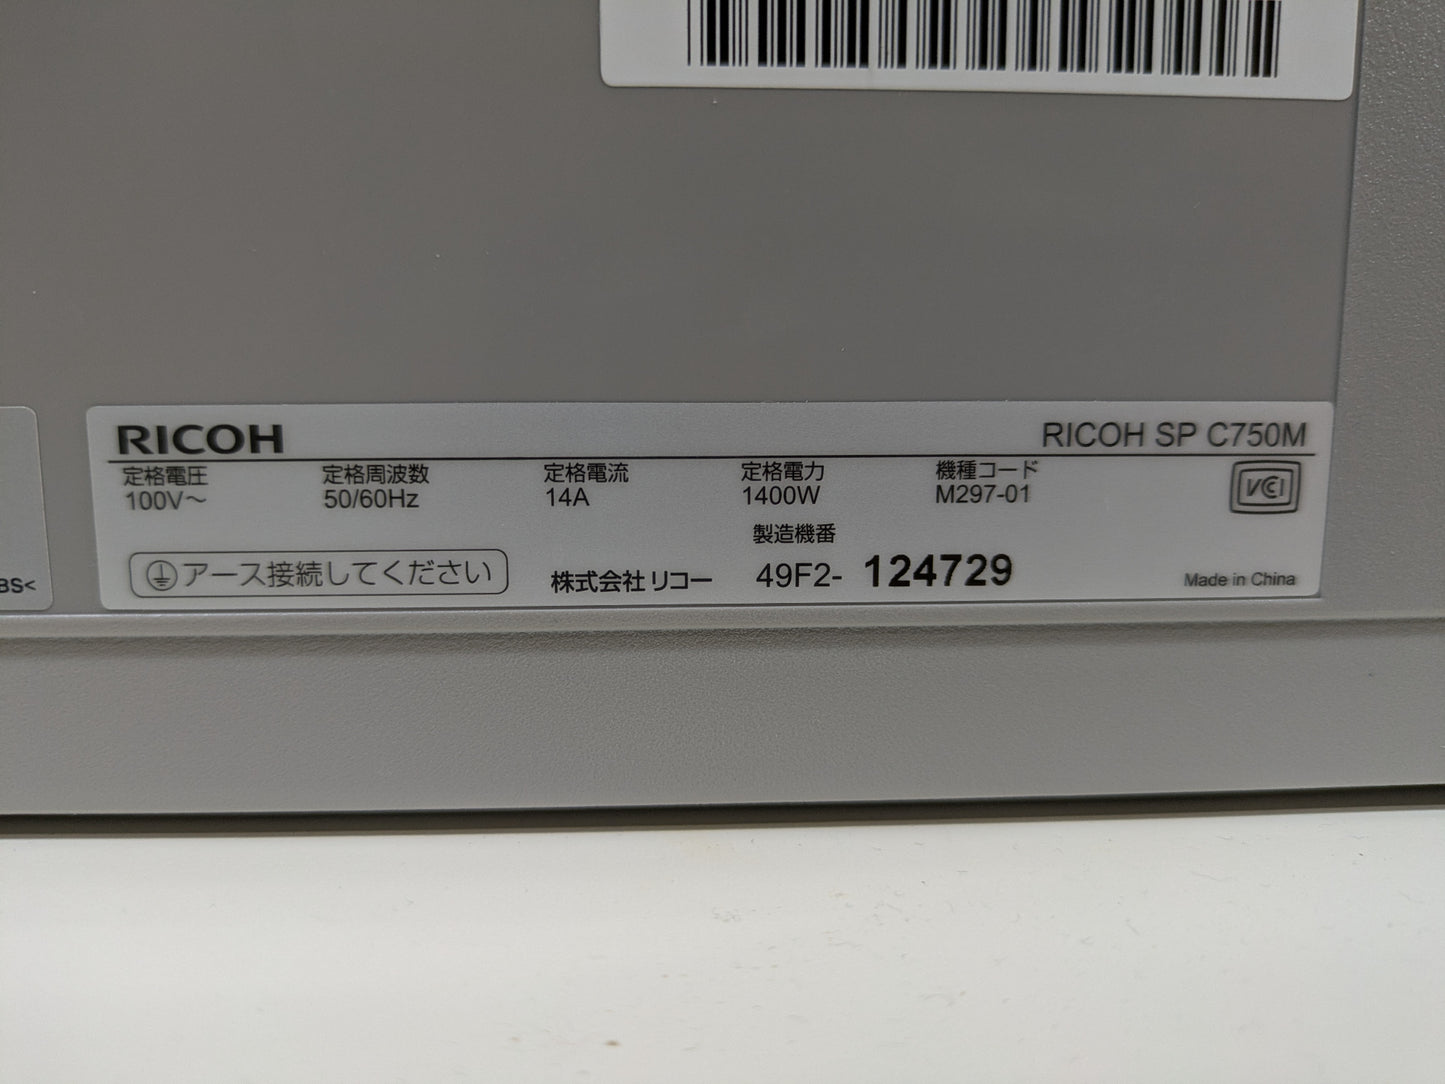 RICOH
RICOH SP C750M
定格電圧 定格周波数 定格電流 定格電力 機種コード
100V～ 50/60Hz 14A 1400W M297-01
VCI
製造機番
アース接続してください
株式会社 リコー 49F2- 124729
Made in China
BS<